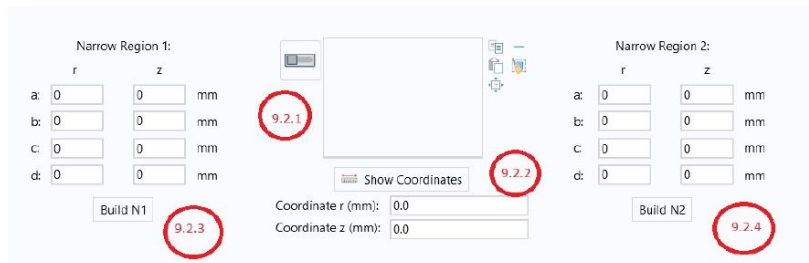 Narrow Region 1:
r z
a: 0 0 mm
b: 0 0 mm
c: 0 0 mm
d: 0 0 mm
Build N1
9.2.3
9.2.1
9.2.2
Show Coordinates
Coordinate r (mm): 0.0
Coordinate z (mm): 0.0
Narrow Region 2:
r z
a: 0 0 mm
b: 0 0 mm
c: 0 0 mm
d: 0 0 mm
Build N2
9.2.4